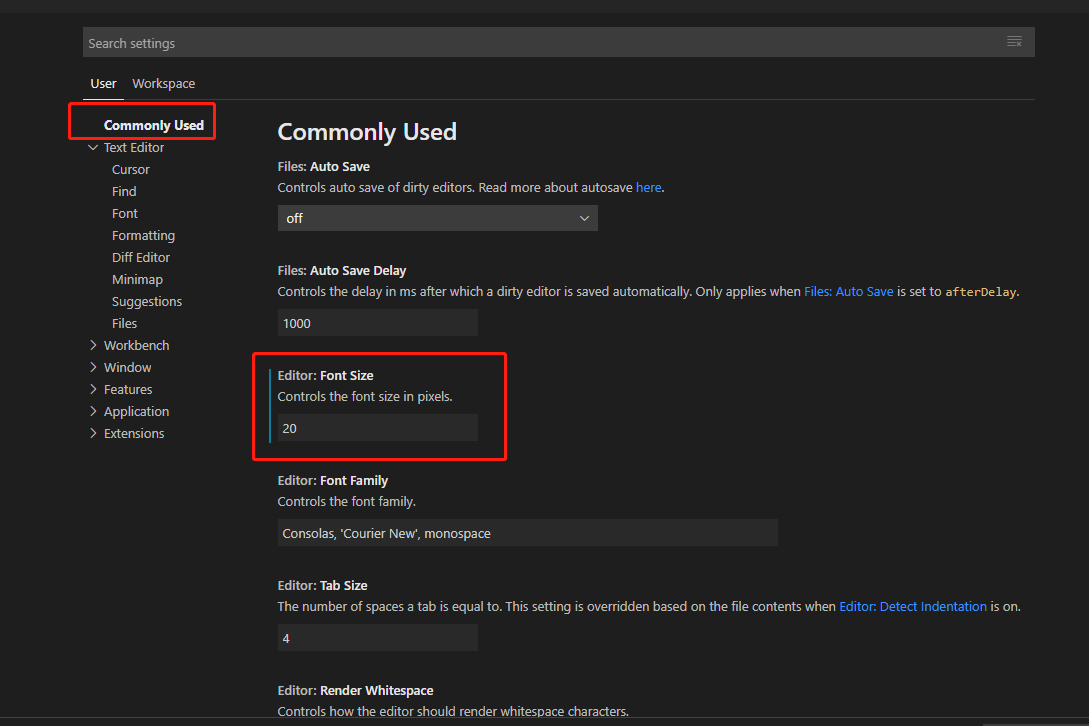 Search settings
User Workspace
Commonly Used
Text Editor
Cursor
Find
Font
Formatting
Diff Editor
Minimap
Suggestions
Files
Workbench
Window
Features
Application
Extensions
Commonly Used
Files: Auto Save
Controls auto save of dirty editors. Read more about autosave here.
off
Files: Auto Save Delay
Controls the delay in ms after which a dirty editor is saved automatically. Only applies when Files: Auto Save is set to afterDelay.
1000
Editor: Font Size
Controls the font size in pixels.
20
Editor: Font Family
Controls the font family.
Consolas, 'Courier New', monospace
Editor: Tab Size
The number of spaces a tab is equal to. This setting is overridden based on the file contents when Editor: Detect Indentation is on.
4
Editor: Render Whitespace
Controls how the editor should render whitespace characters.